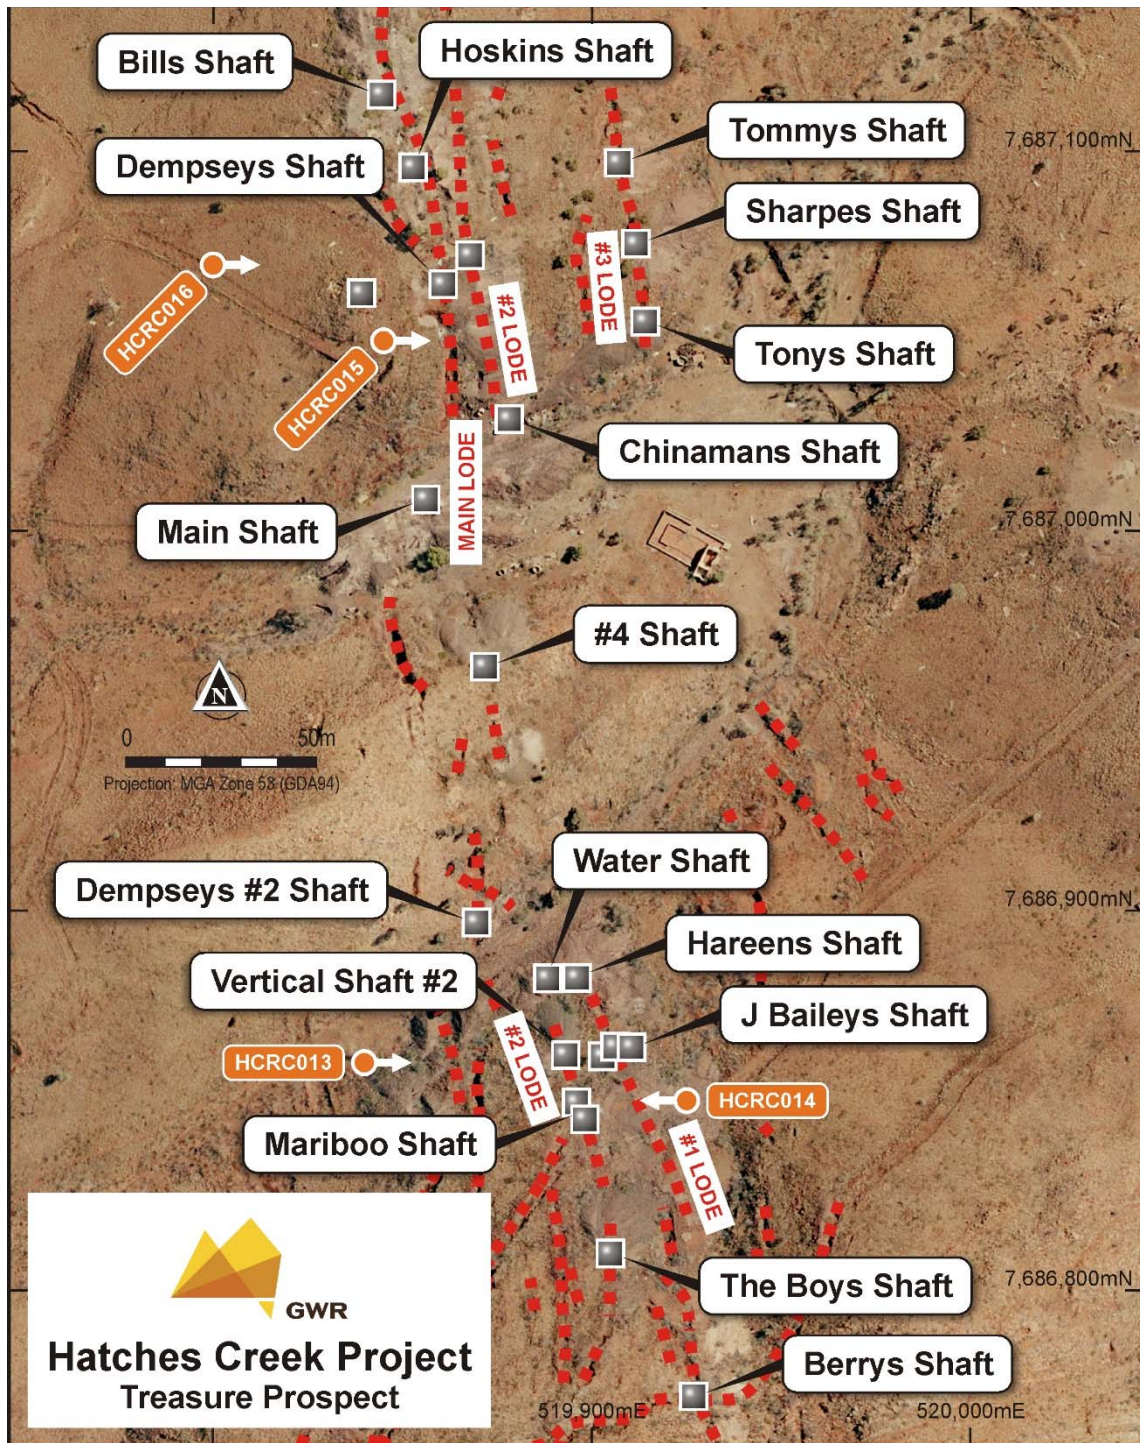 Hoskins Shaft
Bills Shaft
Tommys Shaft
7,687,100mN
Dempseys Shaft
Sharpes Shaft
#3 LODE
HCRC016
#2 LODE
Tonys Shaft
HCRC015
Chinamans Shaft
MAIN LODE
Main Shaft
7,687,000mN
#4 Shaft
N
0 50m
Projection: MGA Zone 53 (GDA94)
Water Shaft
Dempseys #2 Shaft
7,686,900mN
Hareens Shaft
Vertical Shaft #2
J Baileys Shaft
#2 LODE
HCRC013
HCRC014
Mariboo Shaft
#1 LODE
The Boys Shaft
7,686,800mN
GWR
Hatches Creek Project
Treasure Prospect
Berrys Shaft
519,900mE
520,000mE